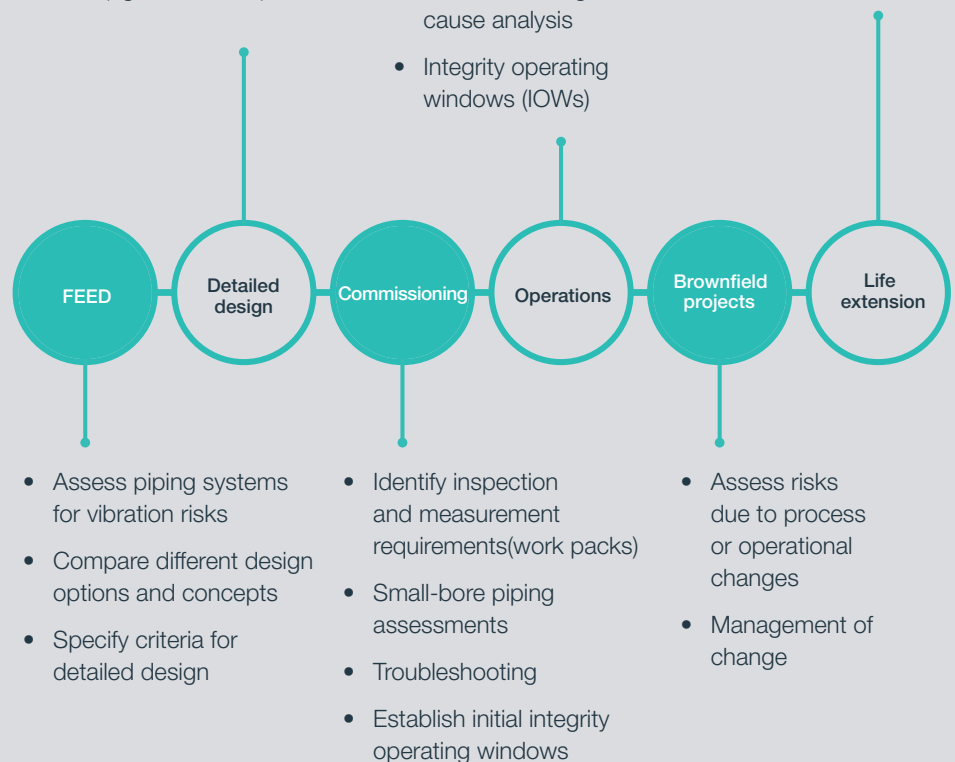 cause analysis
• Integrity operating
windows (IOWs)
FEED
Detailed
design
Commissioning
Operations
Brownfield
projects
Life
extension
• Assess piping systems
for vibration risks
• Compare different design
options and concepts
• Specify criteria for
detailed design
• Identify inspection
and measurement
requirements(work packs)
• Small-bore piping
assessments
• Troubleshooting
• Establish initial integrity
operating windows
• Assess risks
due to process
or operational
changes
• Management of
change